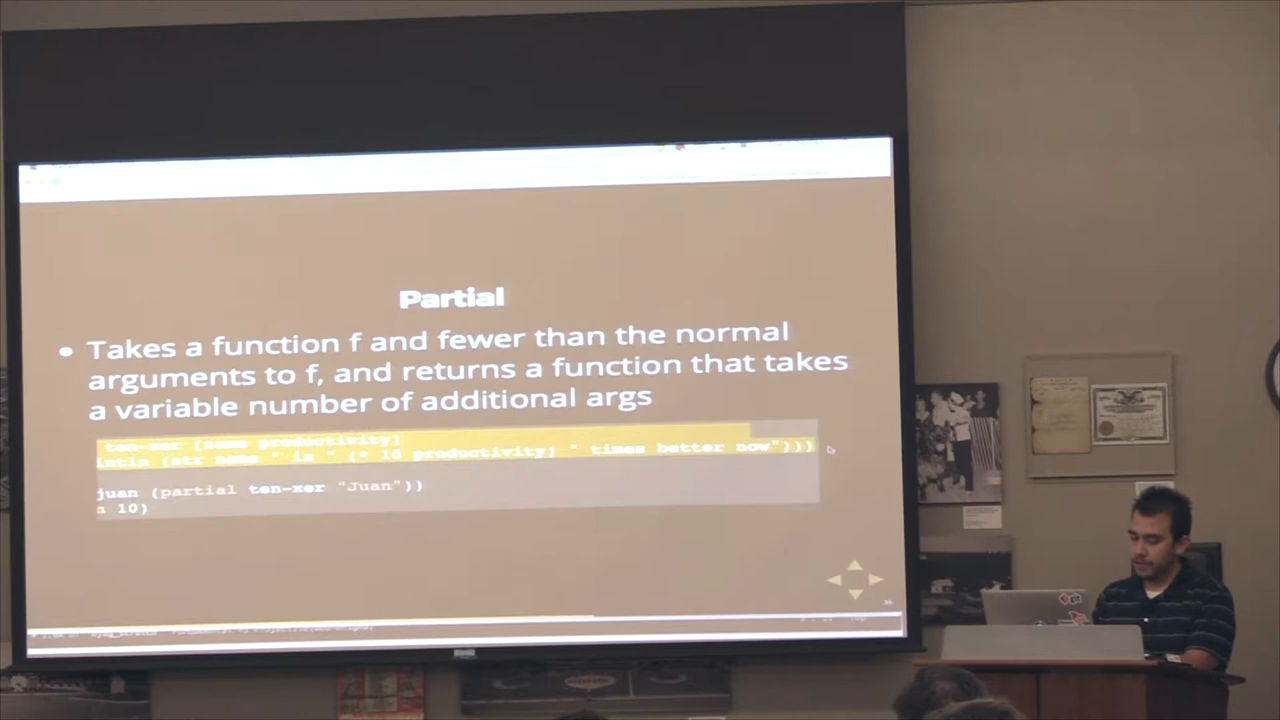 Partial
• Takes a function f and fewer than the normal
arguments to f, and returns a function that takes
a variable number of additional args
ten-xer [name productivity]
intln (str name " is " (* 10 productivity) " times better now")))
juan (partial ten-xer "Juan"))
n 10)